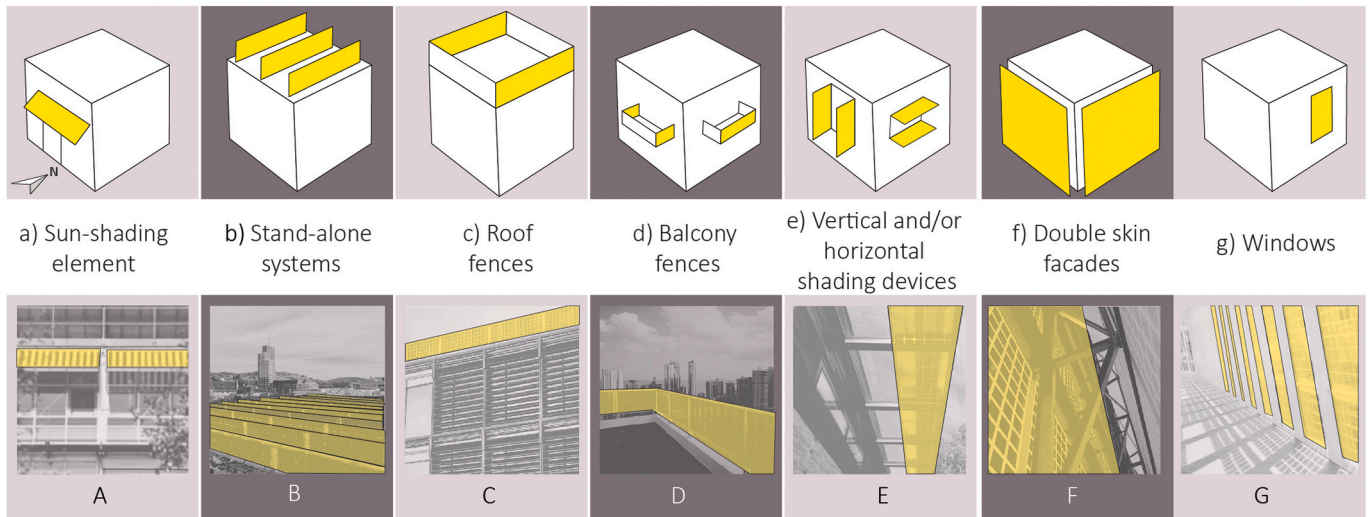 N
a) Sun-shading
element
b) Stand-alone
systems
c) Roof
fences
d) Balcony
fences
e) Vertical and/or
horizontal
shading devices
f) Double skin
facades
g) Windows
A
B
C
D
E
F
G